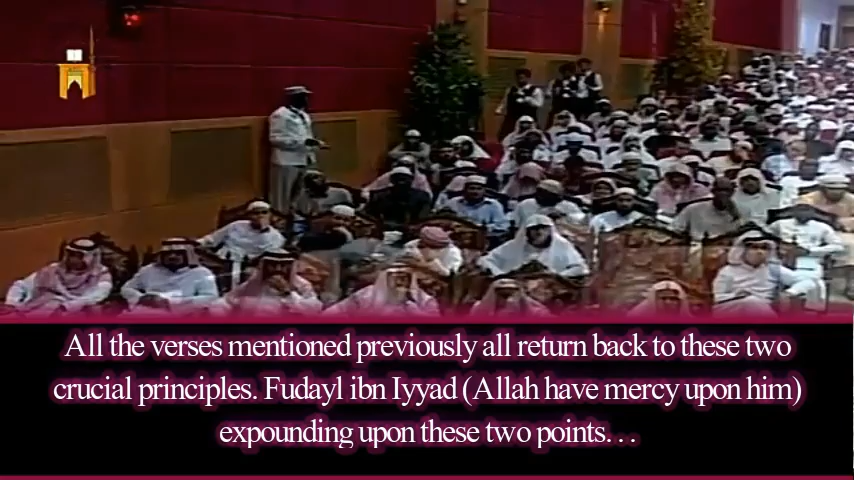 All the verses mentioned previously all return back to these two
crucial principles. Fudayl ibn Iyyad (Allah have mercy upon him)
expounding upon these two points…